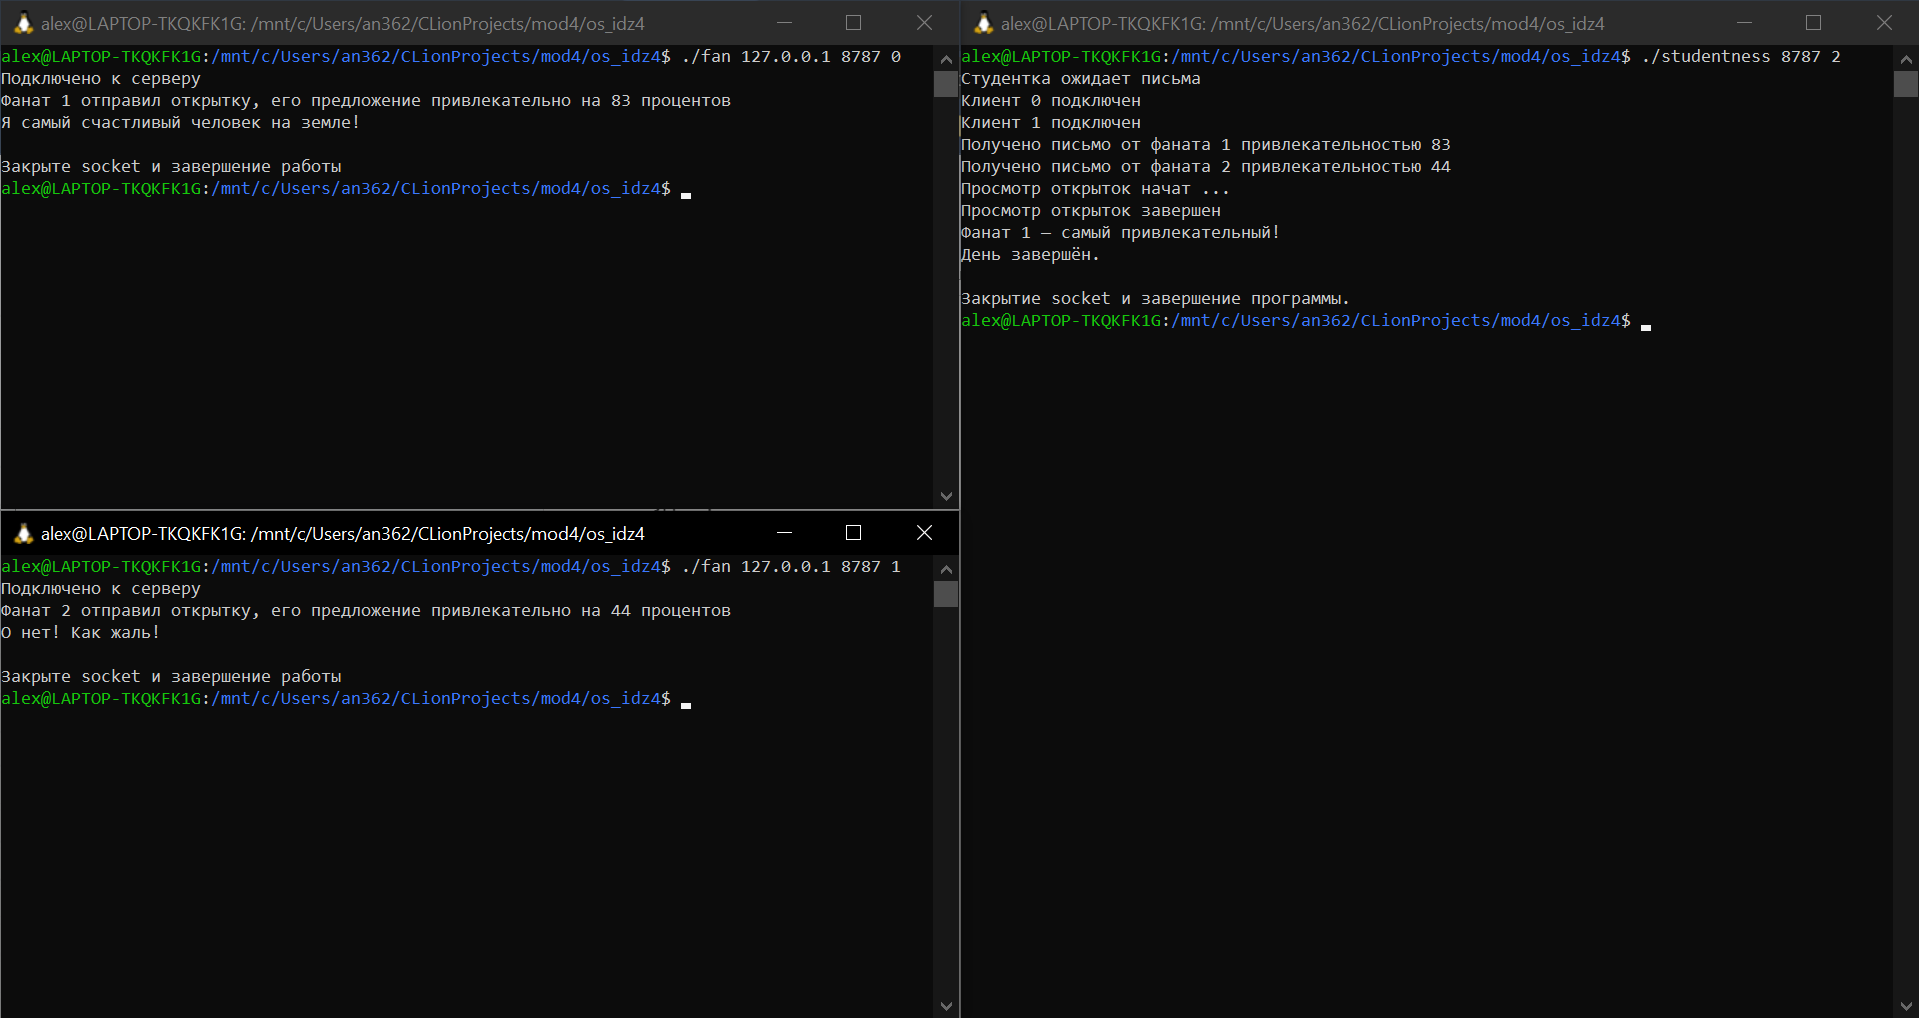 alex@LAPTOP-TKQKFK1G: /mnt/c/Users/an362/CLionProjects/mod4/os_idz4
alex@LAPTOP-TKQKFK1G:/mnt/c/Users/an362/CLionProjects/mod4/os_idz4$ ./fan 127.0.0.1 8787 0
Подключено к серверу
Фанат 1 отправил открытку, его предложение привлекательно на 83 процентов
Я самый счастливый человек на земле!
Закрыте socket и завершение работы
alex@LAPTOP-TKQKFK1G:/mnt/c/Users/an362/CLionProjects/mod4/os_idz4$
alex@LAPTOP-TKQKFK1G: /mnt/c/Users/an362/CLionProjects/mod4/os_idz4
alex@LAPTOP-TKQKFK1G:/mnt/c/Users/an362/CLionProjects/mod4/os_idz4$ ./fan 127.0.0.1 8787 1
Подключено к серверу
Фанат 2 отправил открытку, его предложение привлекательно на 44 процентов
О нет! Как жаль!
Закрыте socket и завершение работы
alex@LAPTOP-TKQKFK1G:/mnt/c/Users/an362/CLionProjects/mod4/os_idz4$
alex@LAPTOP-TKQKFK1G: /mnt/c/Users/an362/CLionProjects/mod4/os_idz4
alex@LAPTOP-TKQKFK1G:/mnt/c/Users/an362/CLionProjects/mod4/os_idz4$ ./studentness 8787 2
Студентка ожидает письма
Клиент 0 подключен
Клиент 1 подключен
Получено письмо от фаната 1 привлекательностью 83
Получено письмо от фаната 2 привлекательностью 44
Просмотр открыток начат ...
Просмотр открыток завершен
Фанат 1 — самый привлекательный!
День завершён.
Закрытие socket и завершение программы.
alex@LAPTOP-TKQKFK1G:/mnt/c/Users/an362/CLionProjects/mod4/os_idz4$